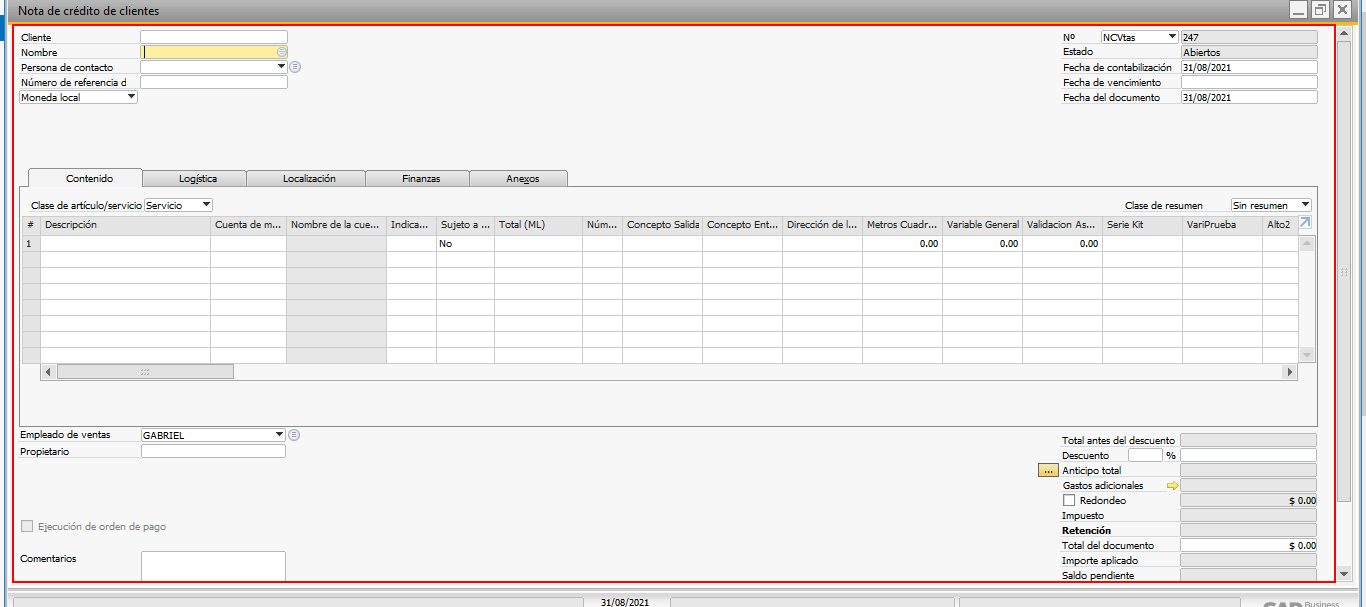 Nota de crédito de clientes
Cliente
Nombre
Persona de contacto
Número de referencia d
Moneda local
Nº NCVtas 247
Estado Abiertos
Fecha de contabilización 31/08/2021
Fecha de vencimiento
Fecha del documento 31/08/2021
Contenido Logística Localización Finanzas Anexos
Clase de artículo/servicio Servicio Clase de resumen Sin resumen
# Descripción Cuenta de m... Nombre de la cue... Indica... Sujeto a ... Total (ML) Núm... Concepto Salida Concepto Ent... Dirección de l... Metros Cuadr... Variable General Validacion As... Serie Kit VariPrueba Alto2
1 No 0.00 0.00 0.00
Empleado de ventas GABRIEL
Propietario
Ejecución de orden de pago
Comentarios
Total antes del descuento
Descuento %
... Anticipo total
Gastos adicionales
Redondeo $ 0.00
Impuesto
Retención
Total del documento $ 0.00
Importe aplicado
Saldo pendiente
31/08/2021
SAP Business